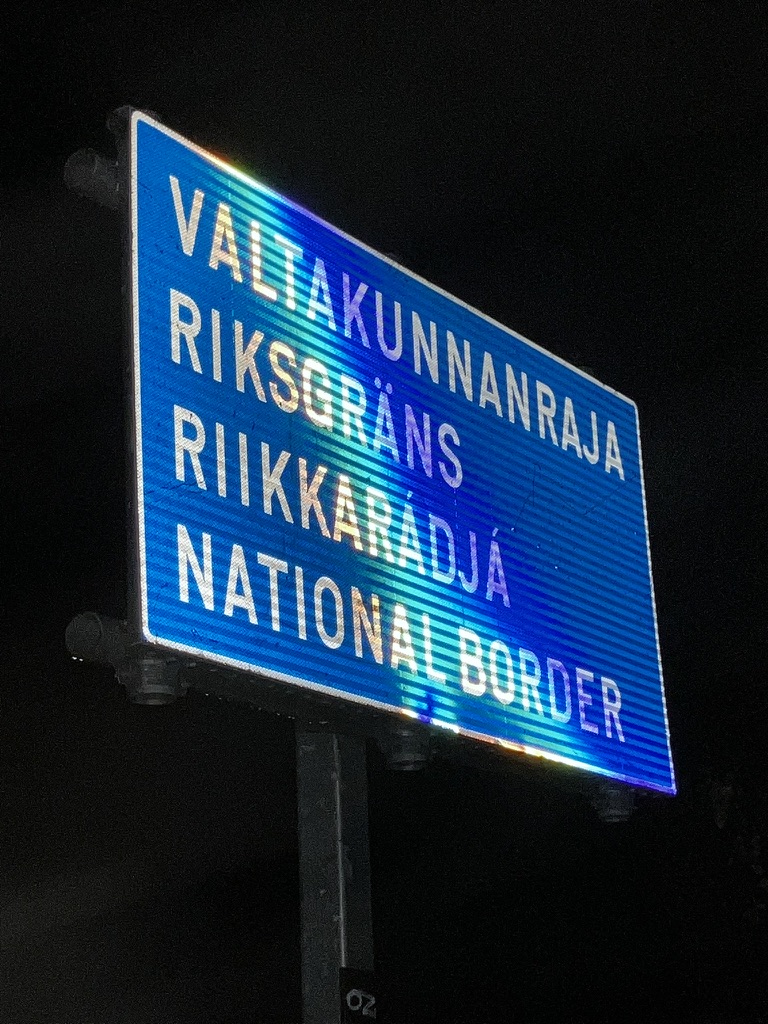 VALTAKUNNANRAJA
RIKSGRÄNS
RIIKKARÁDJÁ
NATIONAL BORDER